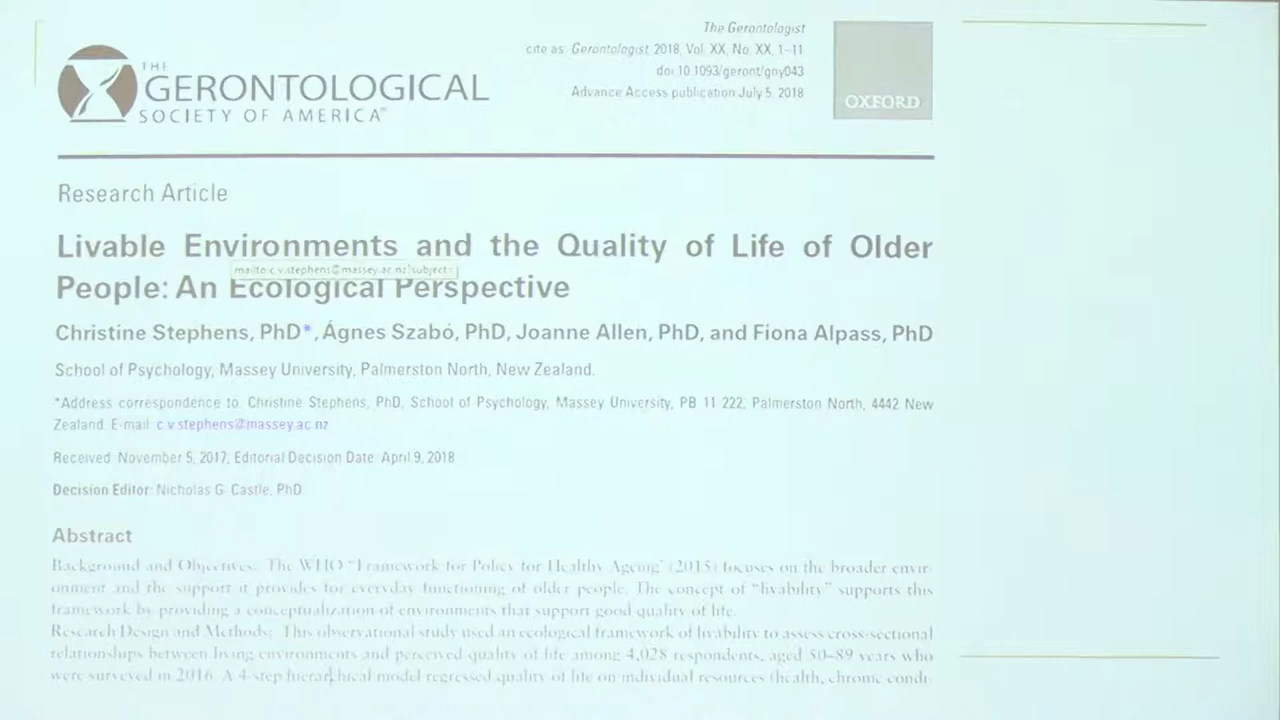 The Gerontologist
cite as: Gerontologist, 2018, Vol. XX, No. XX, 1–11
doi:10.1093/geront/gny043
Advance Access publication July 5, 2018
OXFORD
THE
GERONTOLOGICAL
SOCIETY OF AMERICA™
Research Article
Livable Environments and the Quality of Life of Older
mailto:c.v.stephens@massey.ac.nz?subject=
People: An Ecological Perspective
Christine Stephens, PhD*, Ágnes Szabó, PhD, Joanne Allen, PhD, and Fiona Alpass, PhD
School of Psychology, Massey University, Palmerston North, New Zealand.
*Address correspondence to: Christine Stephens, PhD, School of Psychology, Massey University, PB 11 222, Palmerston North, 4442 New
Zealand. E-mail: c.v.stephens@massey.ac.nz
Received: November 5, 2017; Editorial Decision Date: April 9, 2018
Decision Editor: Nicholas G. Castle, PhD
Abstract
Background and Objectives: The WHO "Framework for Policy for Healthy Ageing" (2015) focuses on the broader envir-
onment and the support it provides for everyday functioning of older people. The concept of "livability" supports this
framework by providing a conceptualization of environments that support good quality of life.
Research Design and Methods: This observational study used an ecological framework of livability to assess cross-sectional
relationships between living environments and perceived quality of life among 4,028 respondents, aged 50–89 years who
were surveyed in 2016. A 4-step hierarchical model regressed quality of life on individual resources (health, chronic condi-